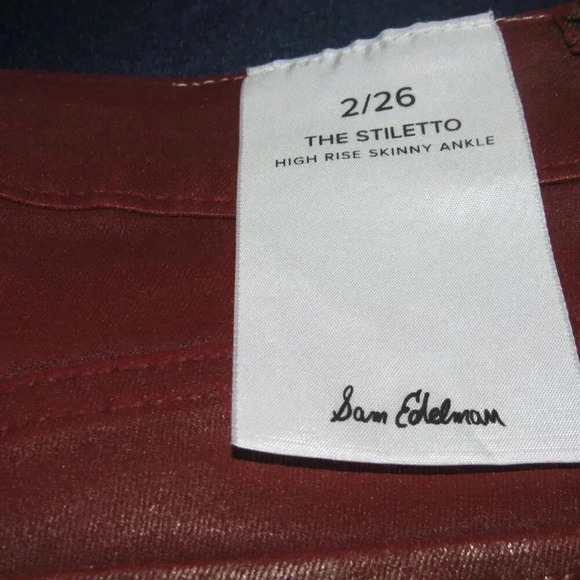 2/26
THE STILETTO
HIGH RISE SKINNY ANKLE
Sam Edelman